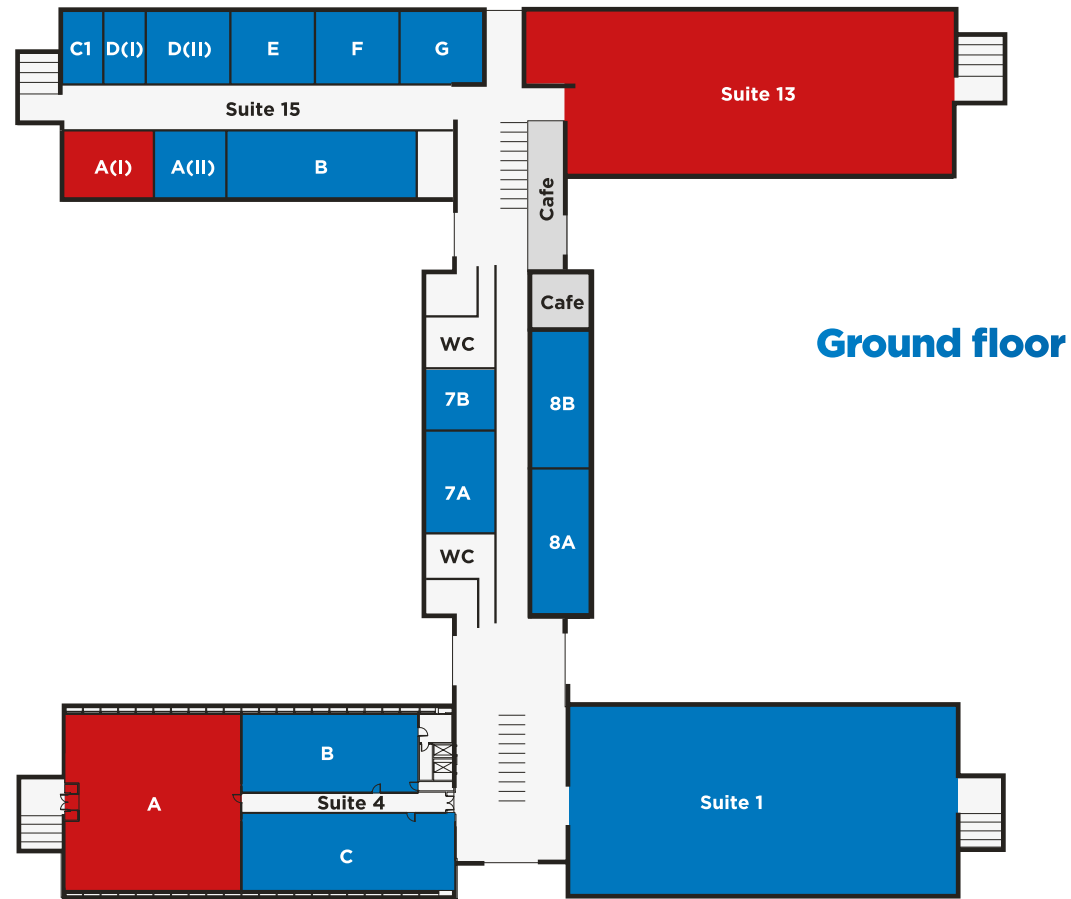 C1
D(I)
D(II)
E
F
G
Suite 13
Suite 15
A(I)
A(II)
B
Cafe
Cafe
WC
Ground floor
7B
8B
7A
8A
WC
B
A
Suite 4
Suite 1
C